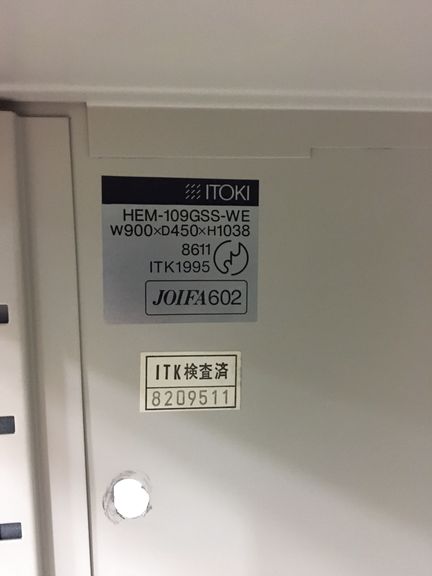 ITOKI
HEM-109GSS-WE
W900×D450×H1038
8611
ITK1995
JOIFA602
ITK検査済
8209511